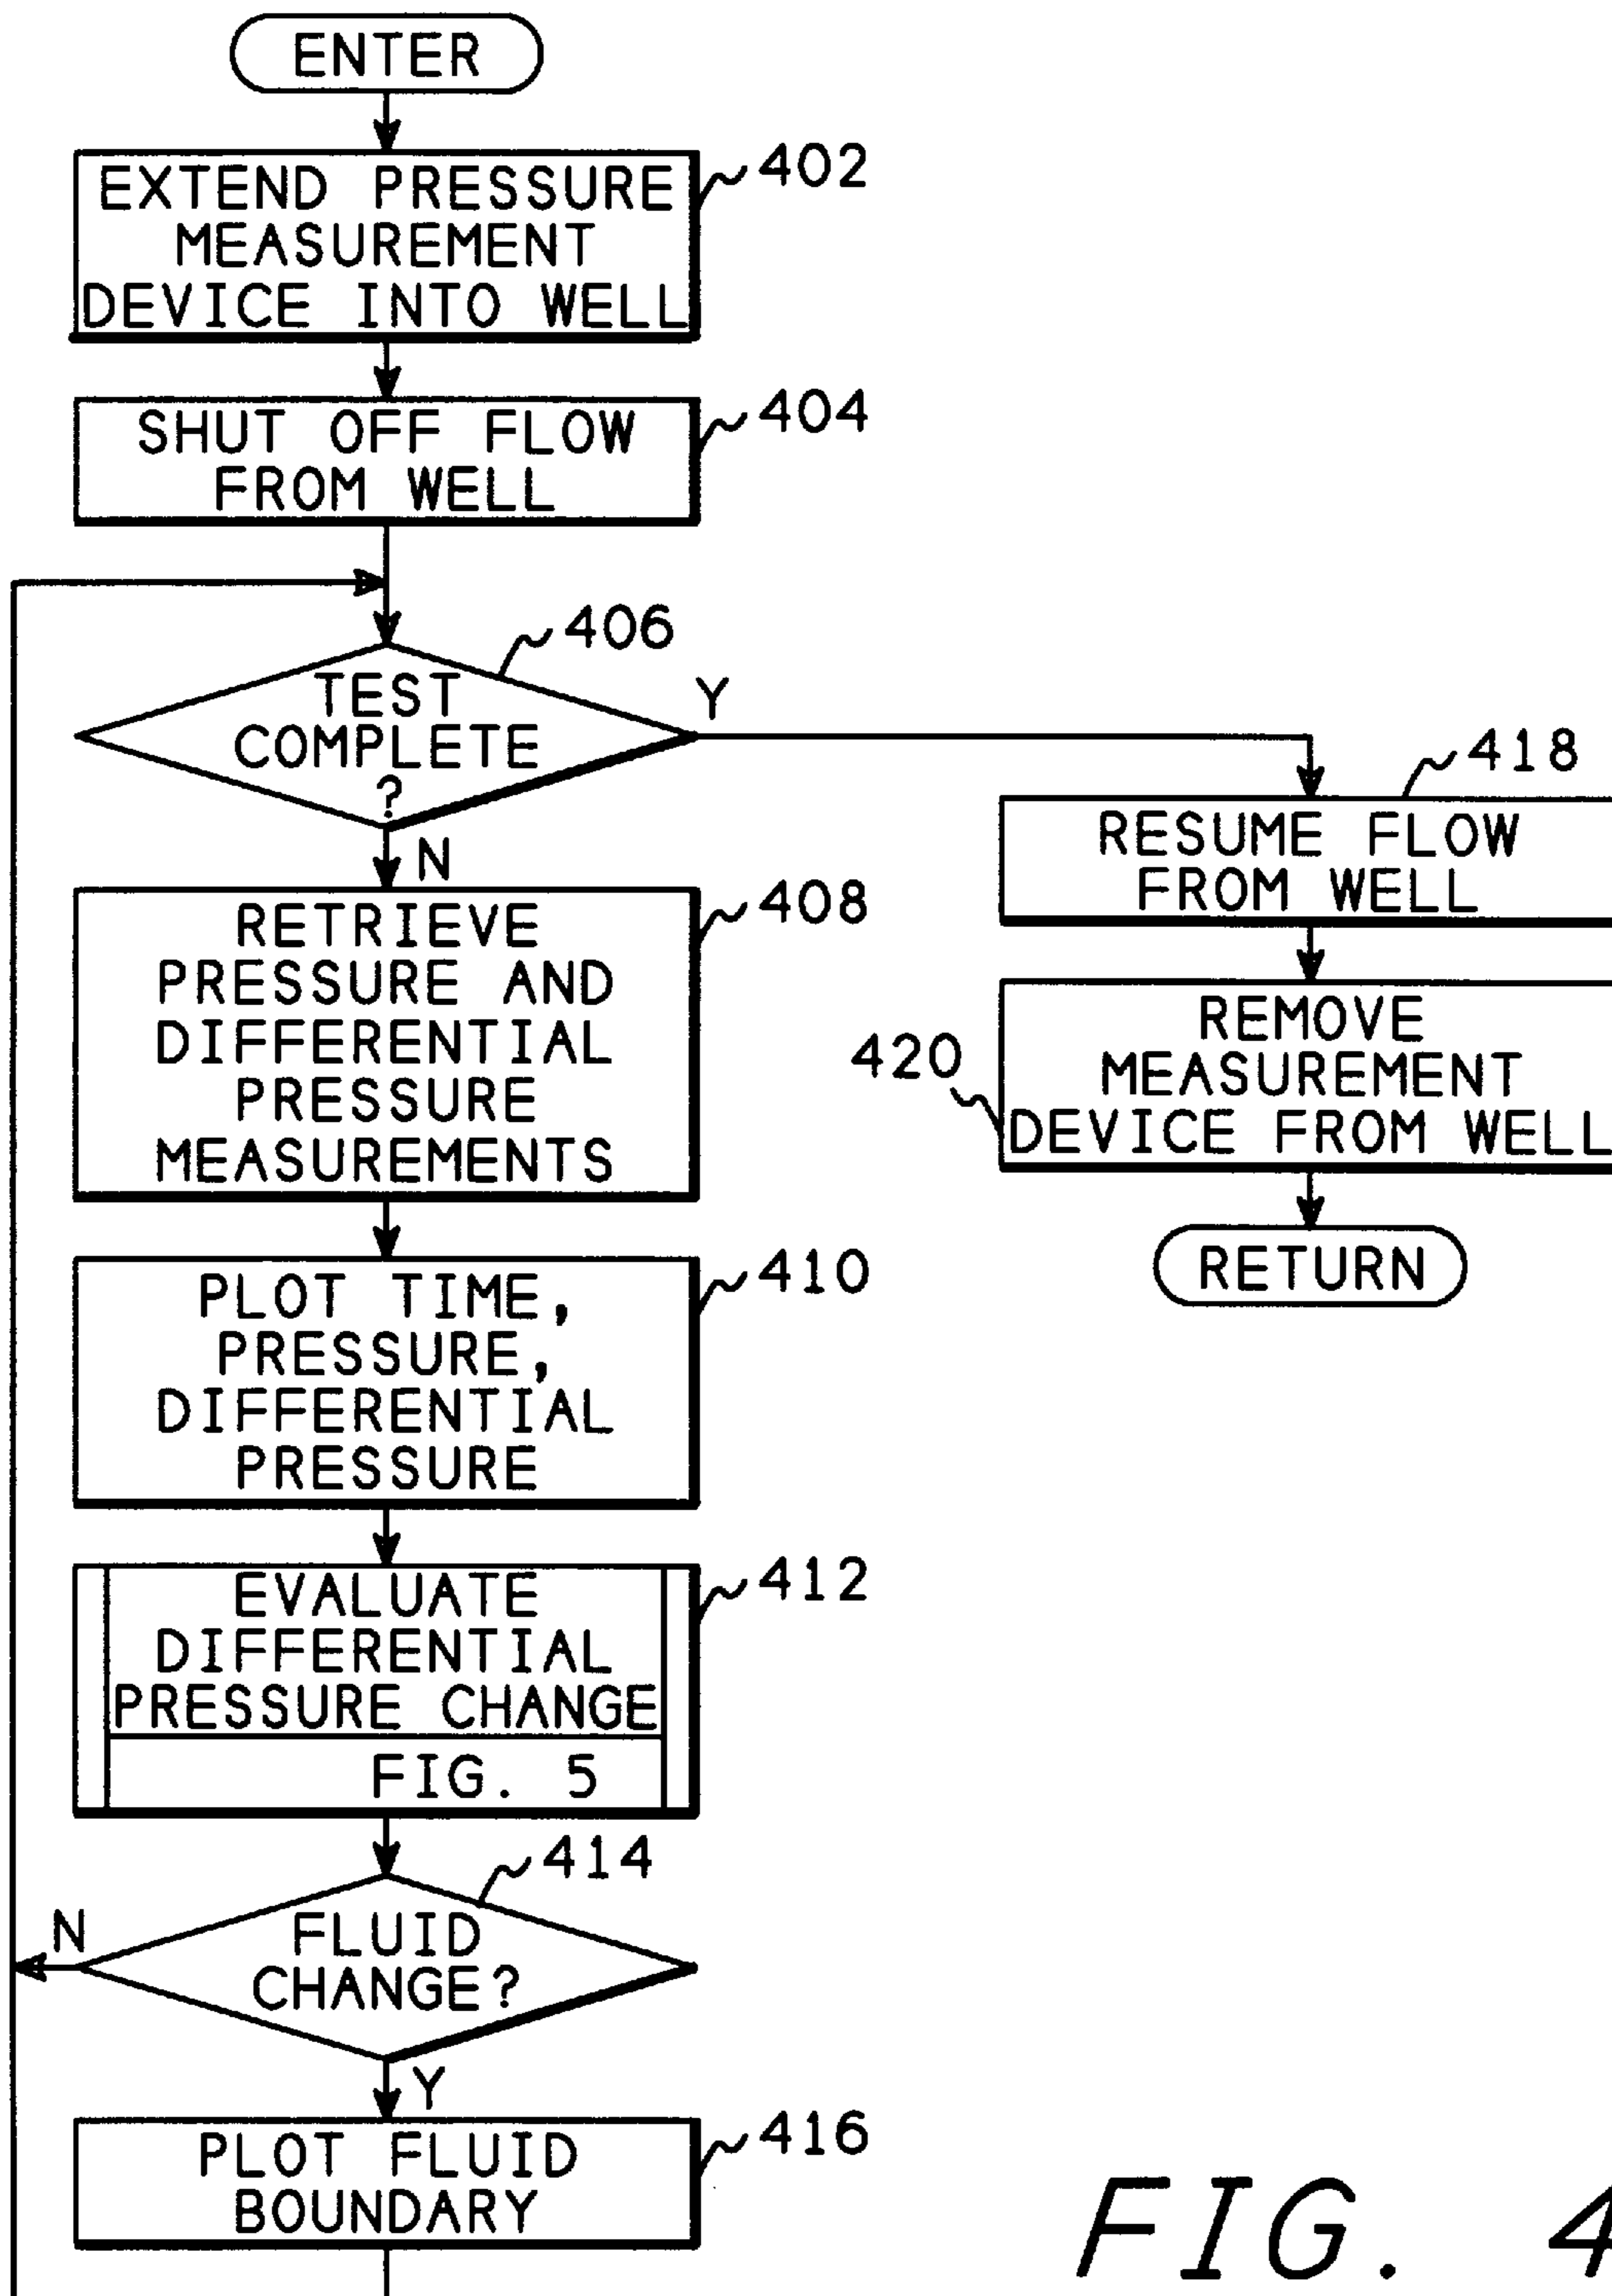 ENTER
EXTEND PRESSURE
MEASUREMENT
DEVICE INTO WELL
402
SHUT OFF FLOW
FROM WELL
404
406
TEST
COMPLETE
?
Y
N
RETRIEVE
PRESSURE AND
DIFFERENTIAL
PRESSURE
MEASUREMENTS
408
PLOT TIME,
PRESSURE,
DIFFERENTIAL
PRESSURE
410
EVALUATE
DIFFERENTIAL
PRESSURE CHANGE
FIG. 5
412
414
FLUID
CHANGE?
N
Y
PLOT FLUID
BOUNDARY
416
418
RESUME FLOW
FROM WELL
420
REMOVE
MEASUREMENT
DEVICE FROM WELL
RETURN
FIG. 4